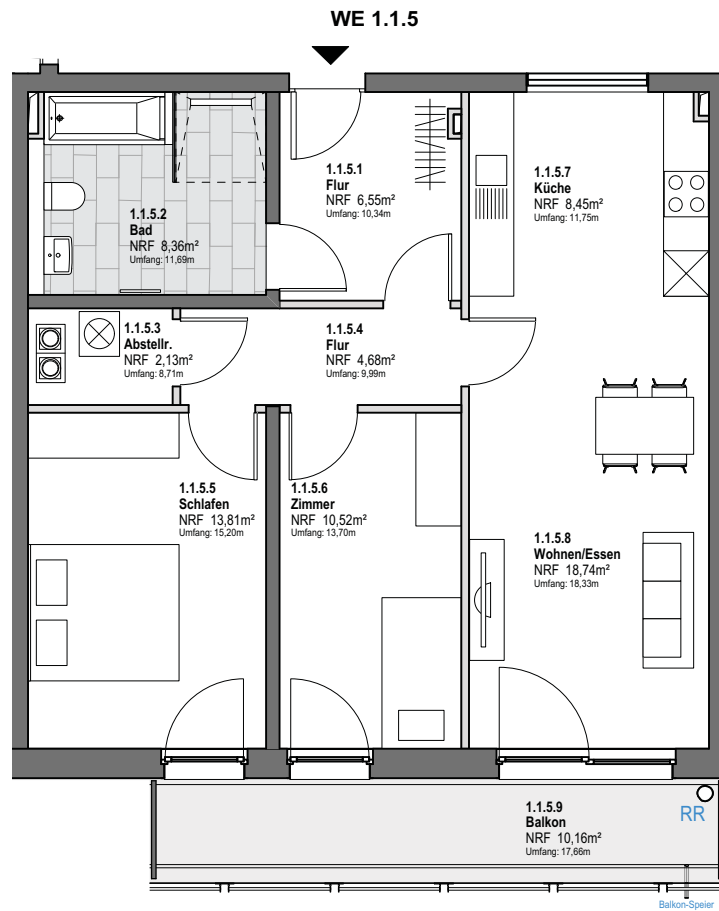 WE 1.1.5
1.1.5.1
Flur
NRF 6,55m²
Umfang: 10,34m
1.1.5.7
Küche
NRF 8,45m²
Umfang: 11,75m
1.1.5.2
Bad
NRF 8,36m²
Umfang: 11,69m
1.1.5.3
Abstellr.
NRF 2,13m²
Umfang: 8,71m
1.1.5.4
Flur
NRF 4,68m²
Umfang: 9,99m
1.1.5.5
Schlafen
NRF 13,81m²
Umfang: 15,20m
1.1.5.6
Zimmer
NRF 10,52m²
Umfang: 13,70m
1.1.5.8
Wohnen/Essen
NRF 18,74m²
Umfang: 18,33m
1.1.5.9
Balkon
NRF 10,16m²
Umfang: 17,66m
RR
Balkon-Speier